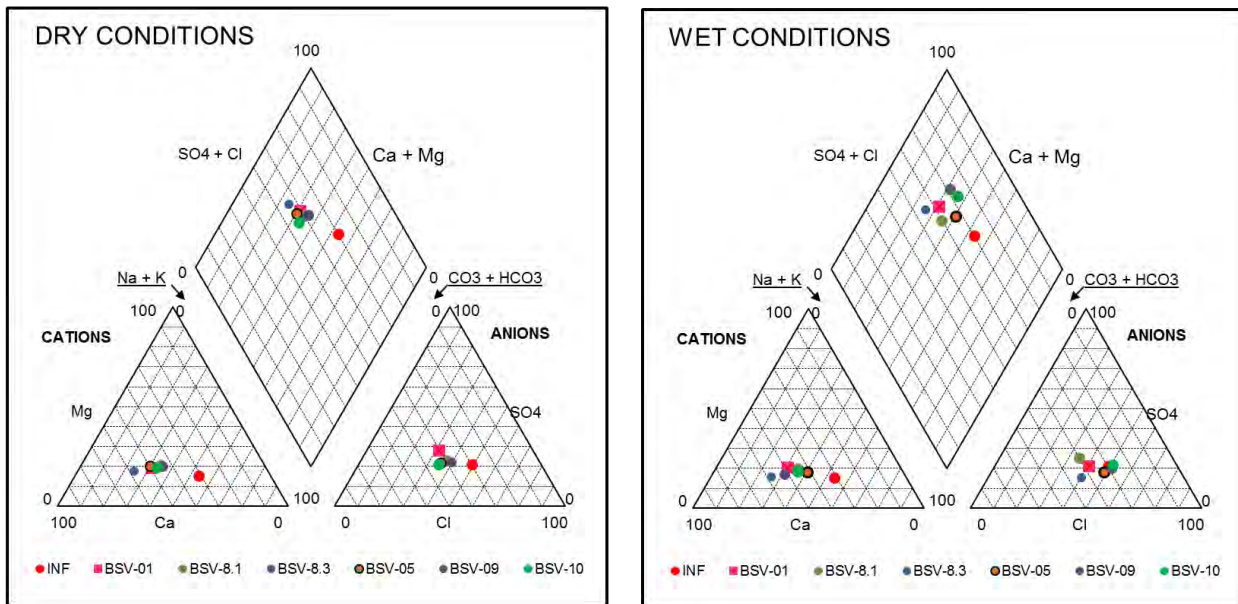 DRY CONDITIONS
100
SO4 + Cl
Ca + Mg
0
0
Na + K
CO3 + HCO3
100
0
0
100
CATIONS
ANIONS
Mg
SO4
0
100
0
100
Ca
0
0
Cl
100
INF
BSV-01
BSV-8.1
BSV-8.3
BSV-05
BSV-09
BSV-10
WET CONDITIONS
100
SO4 + Cl
Ca + Mg
0
0
Na + K
CO3 + HCO3
100
0
0
100
CATIONS
ANIONS
Mg
SO4
0
100
0
100
Ca
0
0
Cl
100
INF
BSV-01
BSV-8.1
BSV-8.3
BSV-05
BSV-09
BSV-10